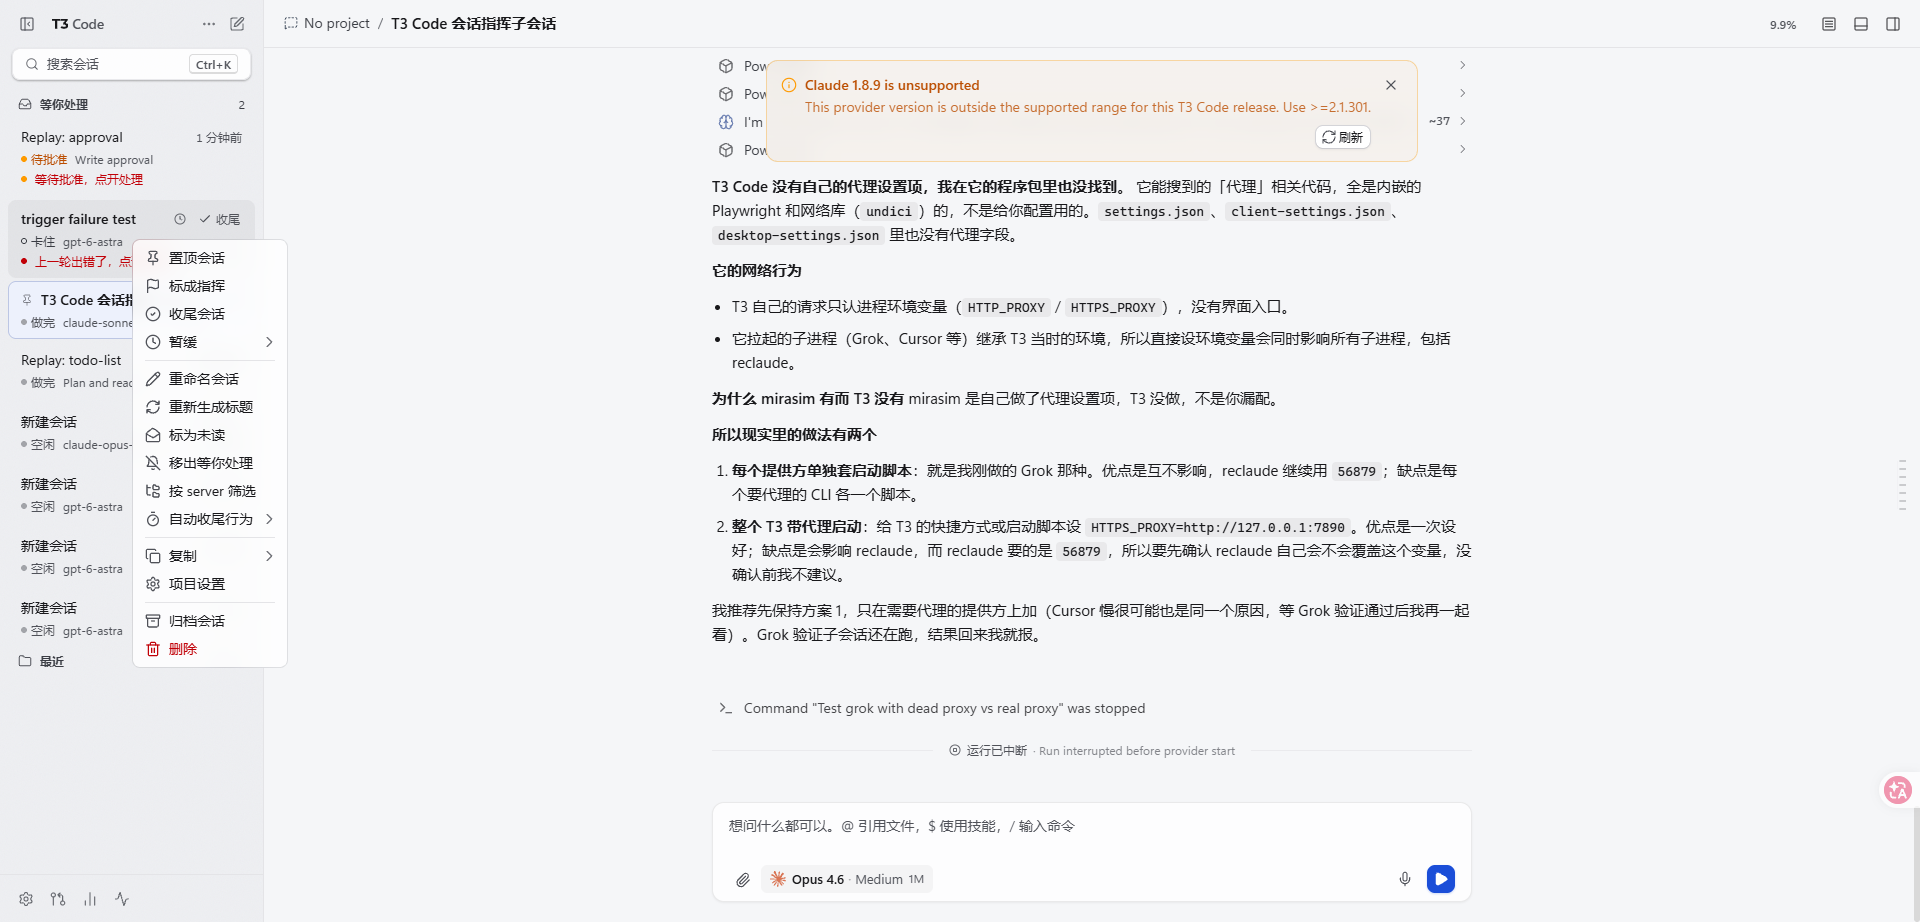 T3 Code
搜索会话 Ctrl+K
等你处理 2
Replay: approval 1 分钟前
待批准 Write approval
等待批准，点开处理
trigger failure test 收尾
卡住 gpt-6-astra
上一轮出错了，点
T3 Code 会话指
做完 claude-sonne
Replay: todo-list
做完 Plan and read
新建会话
空闲 claude-opus-
新建会话
空闲 gpt-6-astra
新建会话
空闲 gpt-6-astra
新建会话
空闲 gpt-6-astra
最近
置顶会话
标成指挥
收尾会话
暂缓
重命名会话
重新生成标题
标为未读
移出等你处理
按 server 筛选
自动收尾行为
复制
项目设置
归档会话
删除
No project / T3 Code 会话指挥子会话
9.9%
Pow
Pow
I'm ~37
Pow
Claude 1.8.9 is unsupported
This provider version is outside the supported range for this T3 Code release. Use >=2.1.301.
刷新
T3 Code 没有自己的代理设置项，我在它的程序包里也没找到。 它能搜到的「代理」相关代码，全是内嵌的
Playwright 和网络库（ undici ）的，不是给你配置用的。 settings.json 、 client-settings.json 、
desktop-settings.json 里也没有代理字段。
它的网络行为
• T3 自己的请求只认进程环境变量（ HTTP_PROXY / HTTPS_PROXY ），没有界面入口。
• 它拉起的子进程（Grok、Cursor 等）继承 T3 当时的环境，所以直接设环境变量会同时影响所有子进程，包括
reclaude。
为什么 mirasim 有而 T3 没有 mirasim 是自己做了代理设置项，T3 没做，不是你漏配。
所以现实里的做法有两个
1. 每个提供方单独套启动脚本：就是我刚做的 Grok 那种。优点是互不影响，reclaude 继续用 56879 ；缺点是每
个要代理的 CLI 各一个脚本。
2. 整个 T3 带代理启动：给 T3 的快捷方式或启动脚本设 HTTPS_PROXY=http://127.0.0.1:7890 。优点是一次设
好；缺点是会影响 reclaude，而 reclaude 要的是 56879 ，所以要先确认 reclaude 自己会不会覆盖这个变量，没
确认前我不建议。
我推荐先保持方案 1，只在需要代理的提供方上加（Cursor 慢很可能也是同一个原因，等 Grok 验证通过后我再一起
看）。Grok 验证子会话还在跑，结果回来我就报。
Command "Test grok with dead proxy vs real proxy" was stopped
运行已中断 · Run interrupted before provider start
想问什么都可以。@ 引用文件，$ 使用技能，/ 输入命令
Opus 4.6 · Medium 1M